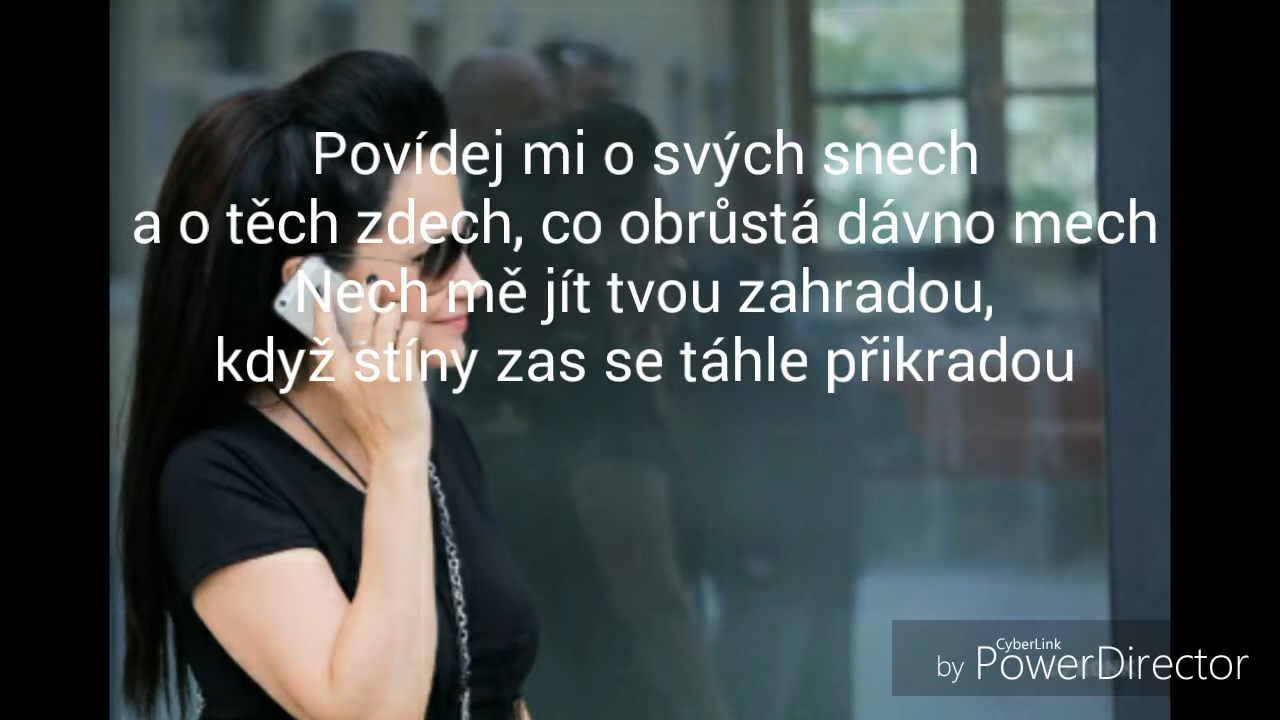 Povídej mi o svých snech
a o těch zdech, co obrůstá dávno mech
Nech mě jít tvou zahradou,
když stíny zas se táhle přikradou
CyberLink
by PowerDirector